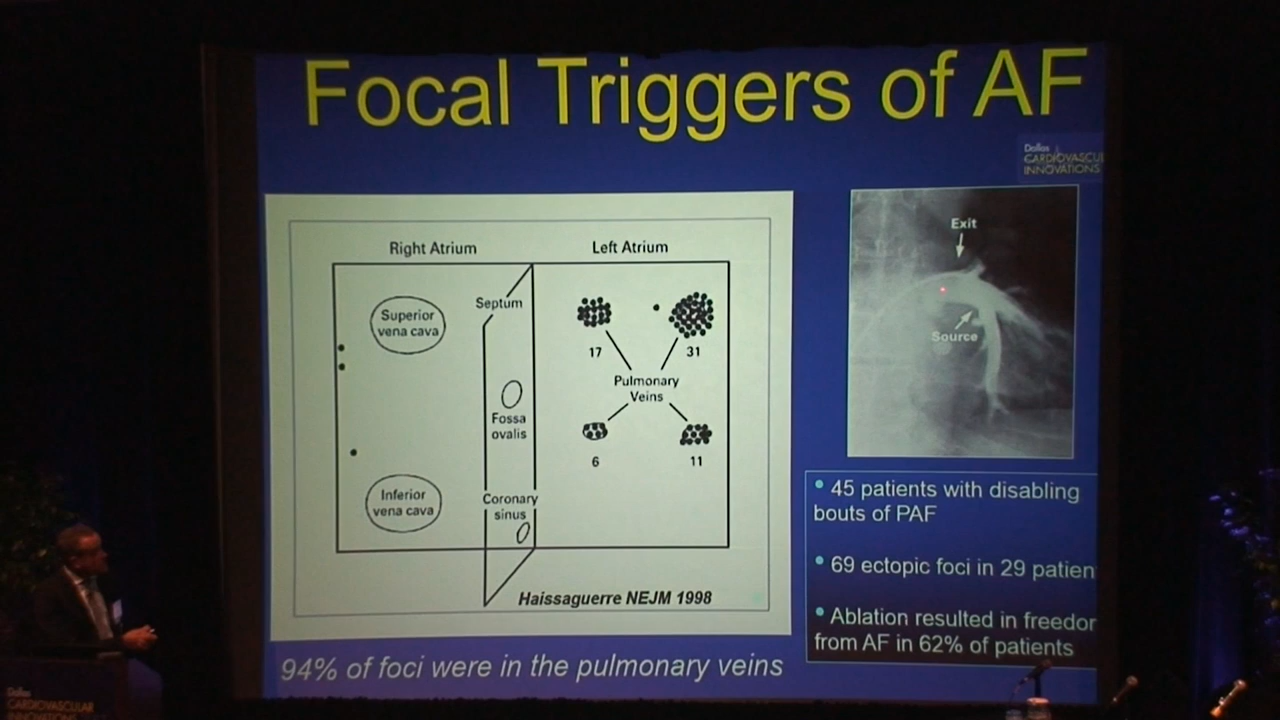 Focal Triggers of AF
Dallas
CARDIOVASCU
INNOVATIONS
Right Atrium
Left Atrium
Superior
vena cava
Septum
17
31
Pulmonary
Veins
Fossa
ovalis
6
11
Inferior
vena cava
Coronary
sinus
Haissaguerre NEJM 1998
94% of foci were in the pulmonary veins
Exit
Source
• 45 patients with disabling
bouts of PAF
• 69 ectopic foci in 29 patien
• Ablation resulted in freedor
from AF in 62% of patients
Dallas
CARDIOVASCULAR
INNOVATIONS